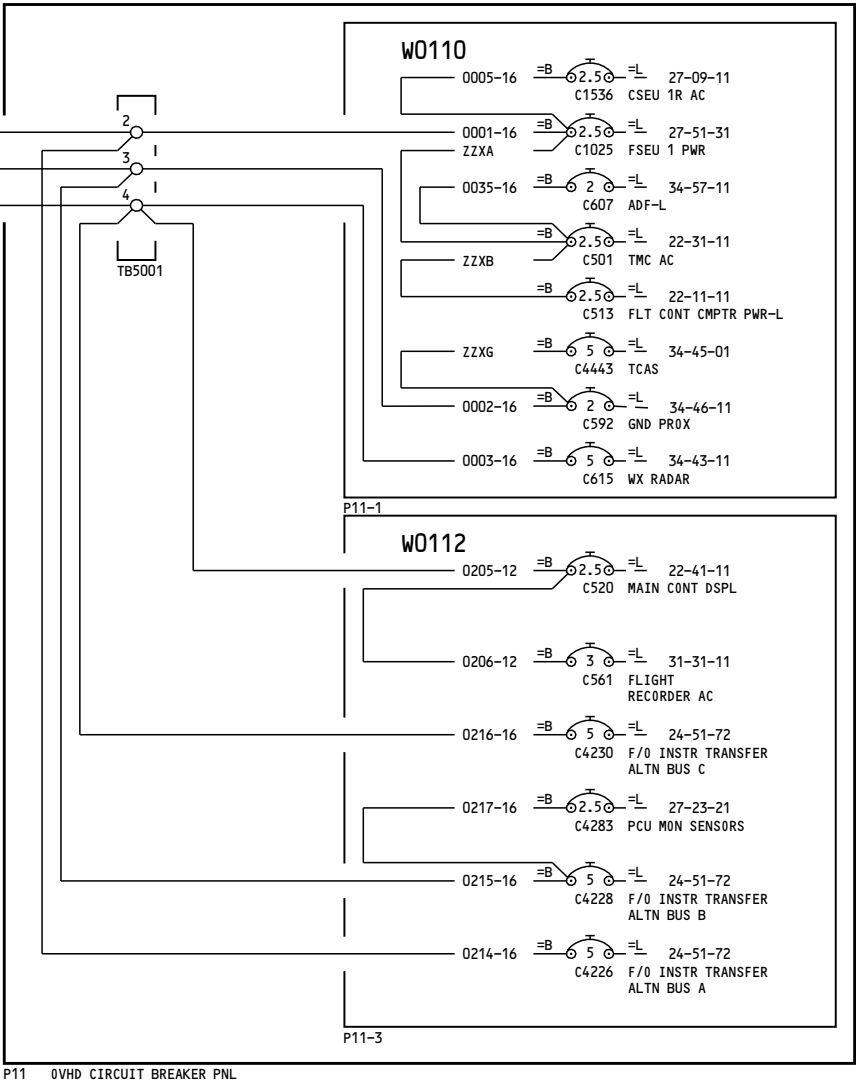 W0110
0005-16 =B 2.5 =L 27-09-11
C1536 CSEU 1R AC
2
0001-16 =B 2.5 =L 27-51-31
ZZXA C1025 FSEU 1 PWR
3
0035-16 =B 2 =L 34-57-11
C607 ADF-L
4
=B 2.5 =L 22-31-11
ZZXB C501 TMC AC
TB5001
=B 2.5 =L 22-11-11
C513 FLT CONT CMPTR PWR-L
ZZXG =B 5 =L 34-45-01
C4443 TCAS
0002-16 =B 2 =L 34-46-11
C592 GND PROX
0003-16 =B 5 =L 34-43-11
C615 WX RADAR
P11-1
W0112
0205-12 =B 2.5 =L 22-41-11
C520 MAIN CONT DSPL
0206-12 =B 3 =L 31-31-11
C561 FLIGHT
RECORDER AC
0216-16 =B 5 =L 24-51-72
C4230 F/O INSTR TRANSFER
ALTN BUS C
0217-16 =B 2.5 =L 27-23-21
C4283 PCU MON SENSORS
0215-16 =B 5 =L 24-51-72
C4228 F/O INSTR TRANSFER
ALTN BUS B
0214-16 =B 5 =L 24-51-72
C4226 F/O INSTR TRANSFER
ALTN BUS A
P11-3
P11 OVHD CIRCUIT BREAKER PNL